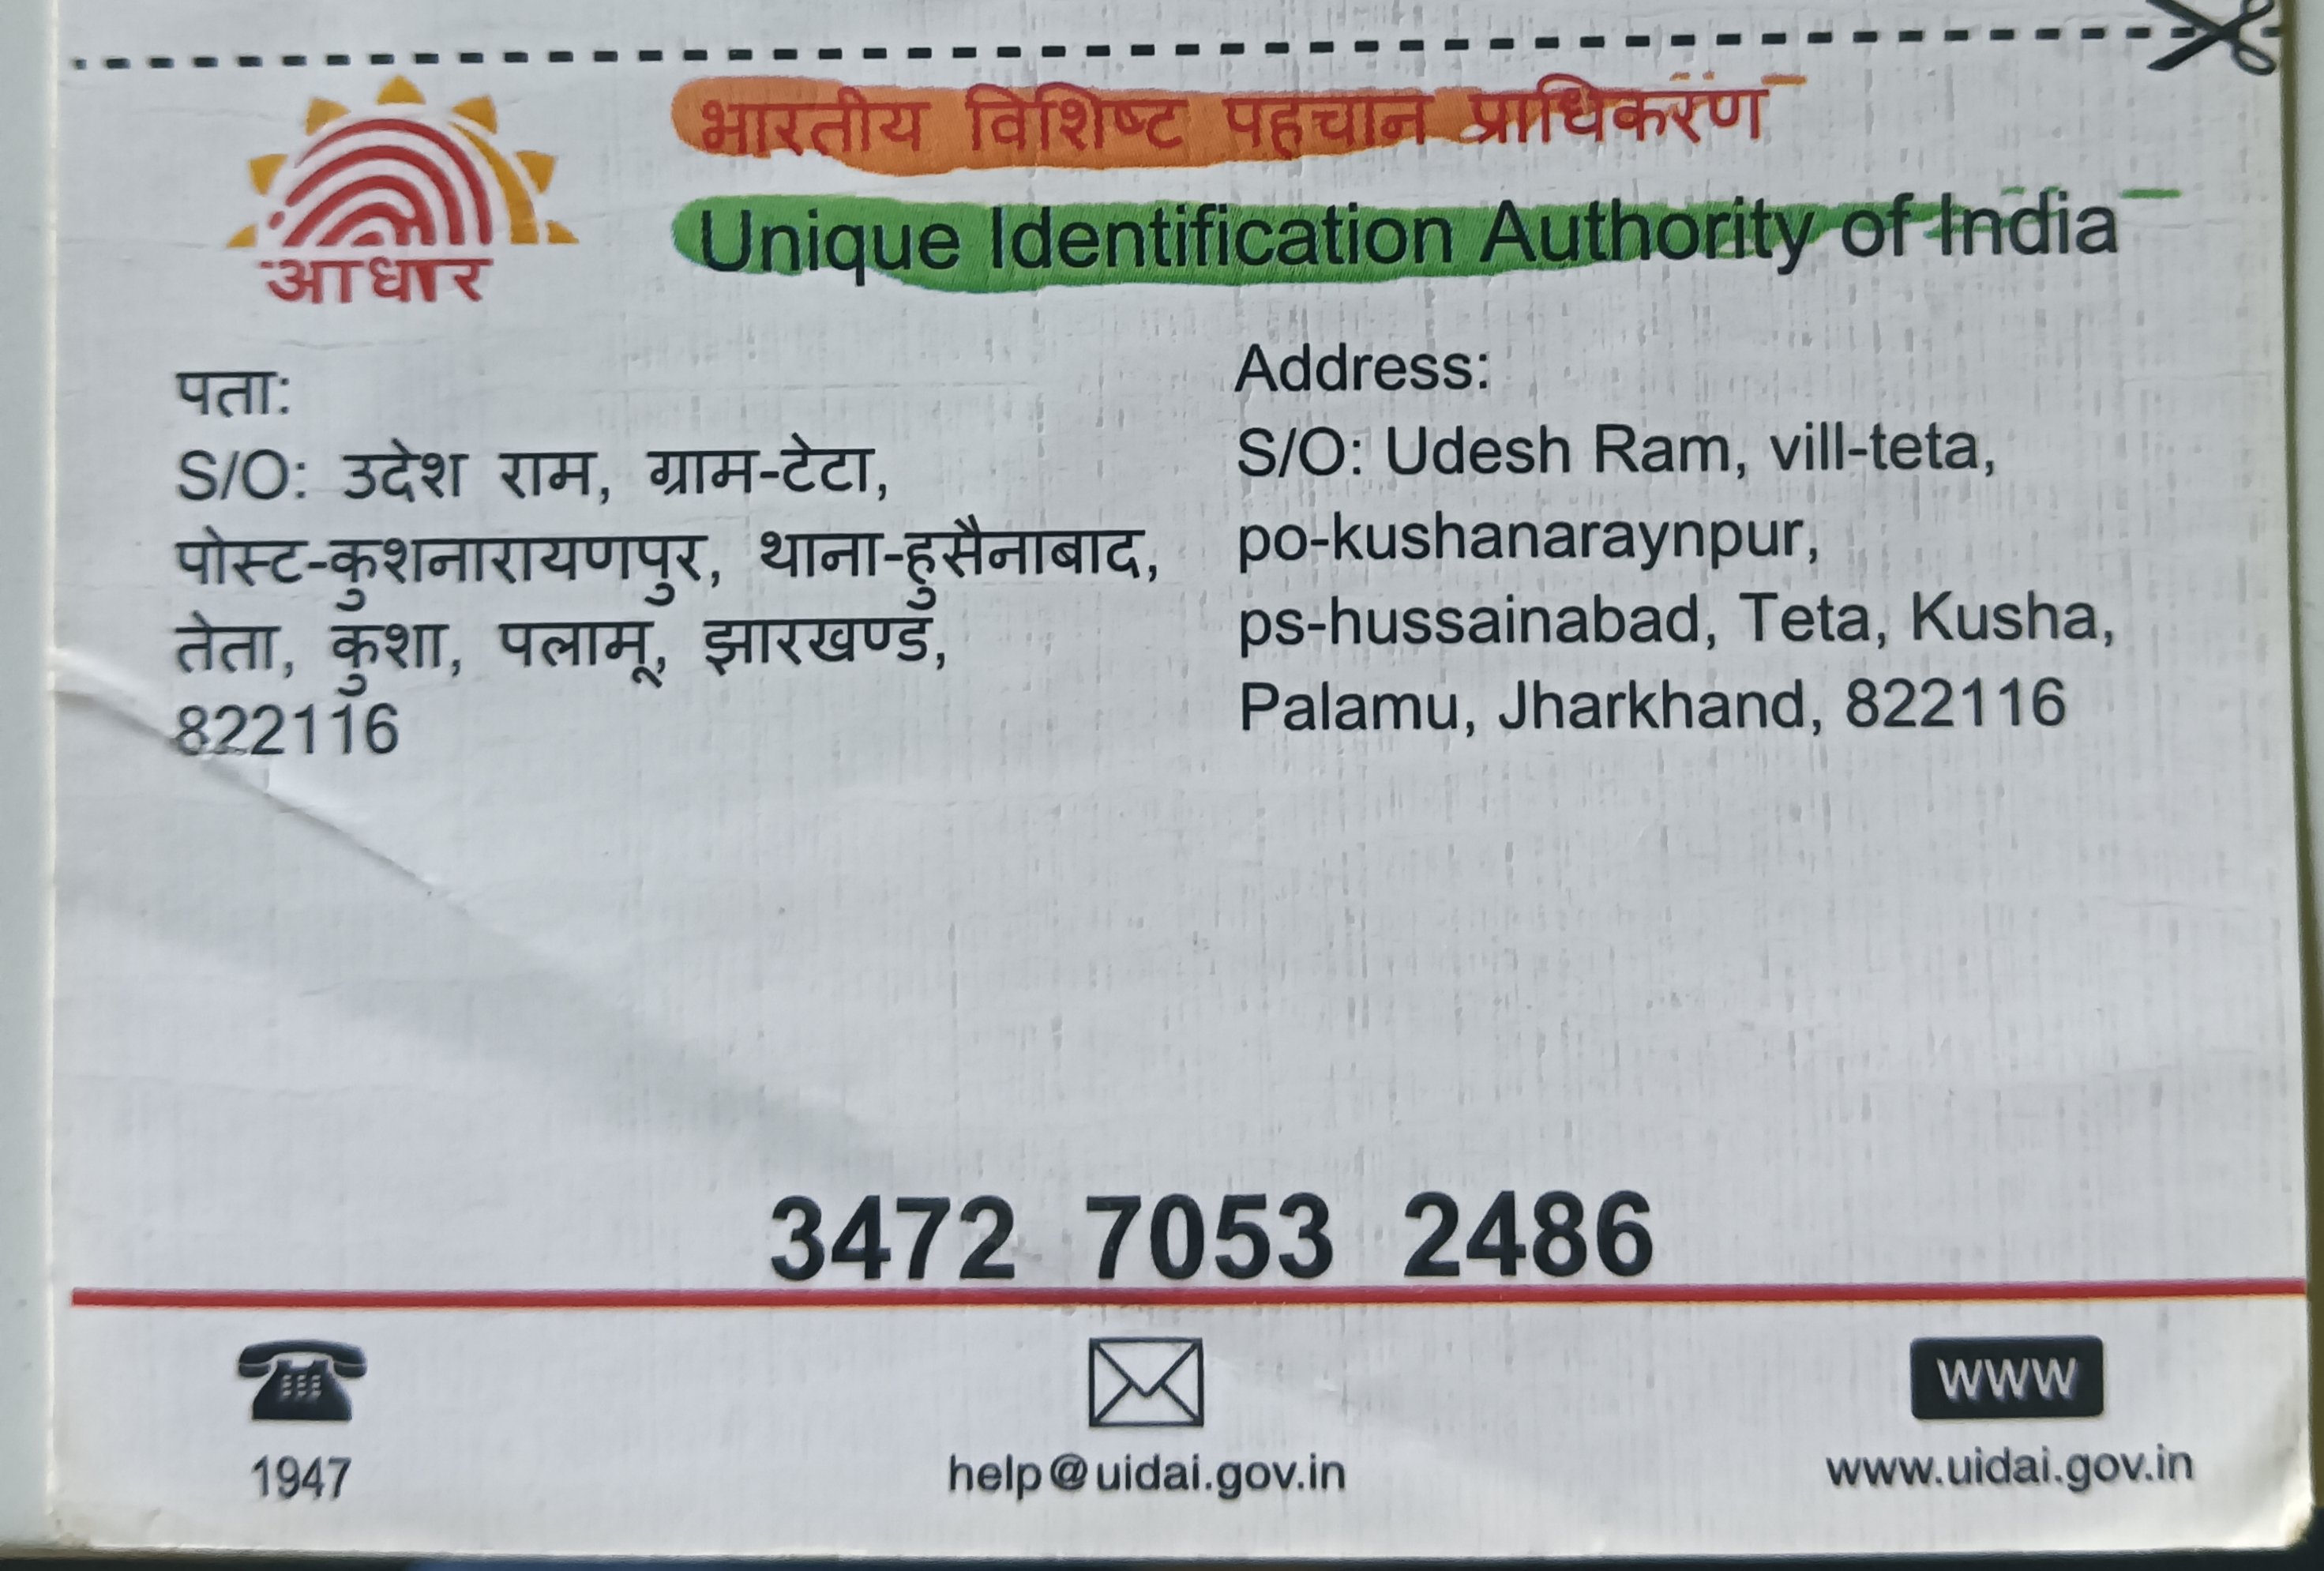 भारतीय विशिष्ट पहचान प्राधिकरण
Unique Identification Authority of India
आधार
पता:
S/O: उदेश राम, ग्राम-टेटा,
पोस्ट-कुशनारायणपुर, थाना-हुसैनाबाद,
तेता, कुशा, पलामू, झारखण्ड,
822116
Address:
S/O: Udesh Ram, vill-teta,
po-kushanaraynpur,
ps-hussainabad, Teta, Kusha,
Palamu, Jharkhand, 822116
3472 7053 2486
1947
help@uidai.gov.in
www
www.uidai.gov.in